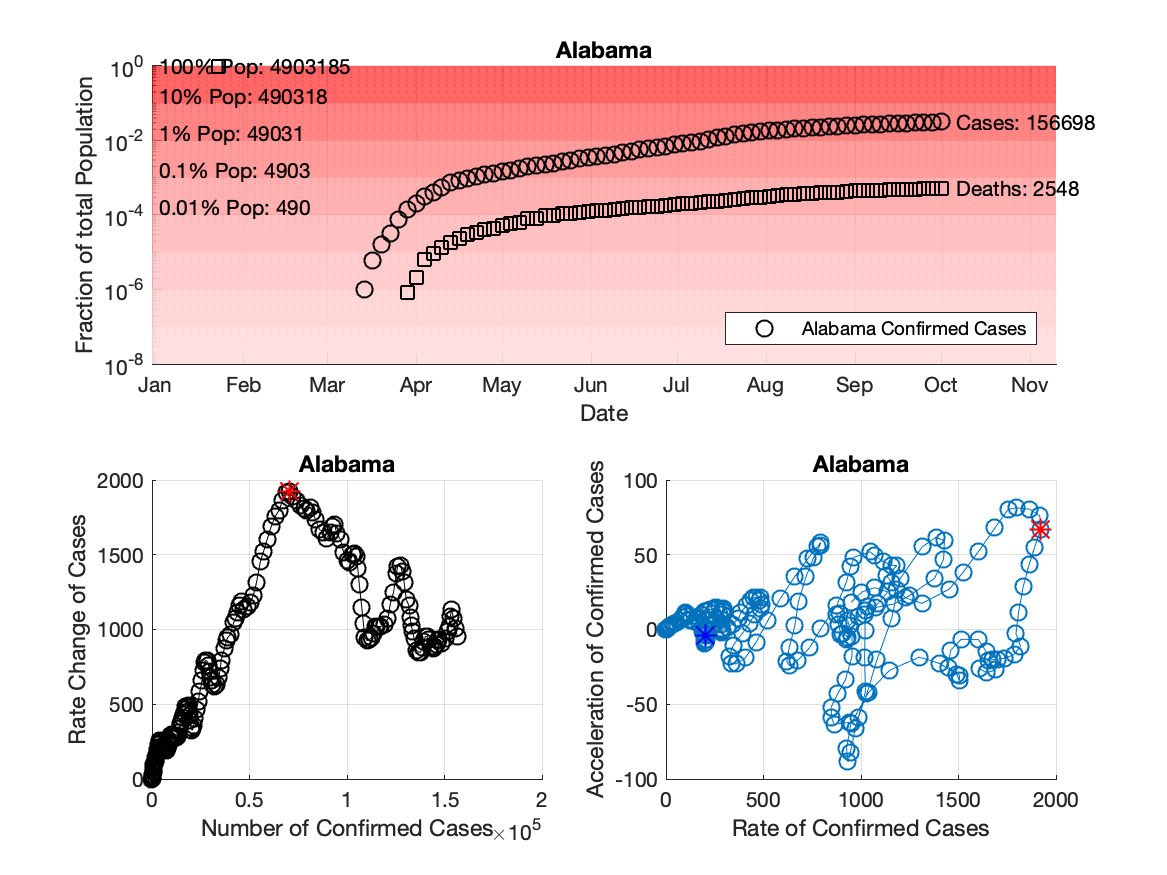 Alabama
Fraction of total Population
10^0
10^-2
10^-4
10^-6
10^-8
100% Pop: 4903185
10% Pop: 490318
1% Pop: 49031
0.1% Pop: 4903
0.01% Pop: 490
Cases: 156698
Deaths: 2548
Alabama Confirmed Cases
Jan Feb Mar Apr May Jun Jul Aug Sep Oct Nov
Date
Alabama
Rate Change of Cases
2000
1500
1000
500
0
0 0.5 1 1.5 2
Number of Confirmed Cases ×10^5
Alabama
Acceleration of Confirmed Cases
100
50
0
-50
-100
0 500 1000 1500 2000
Rate of Confirmed Cases